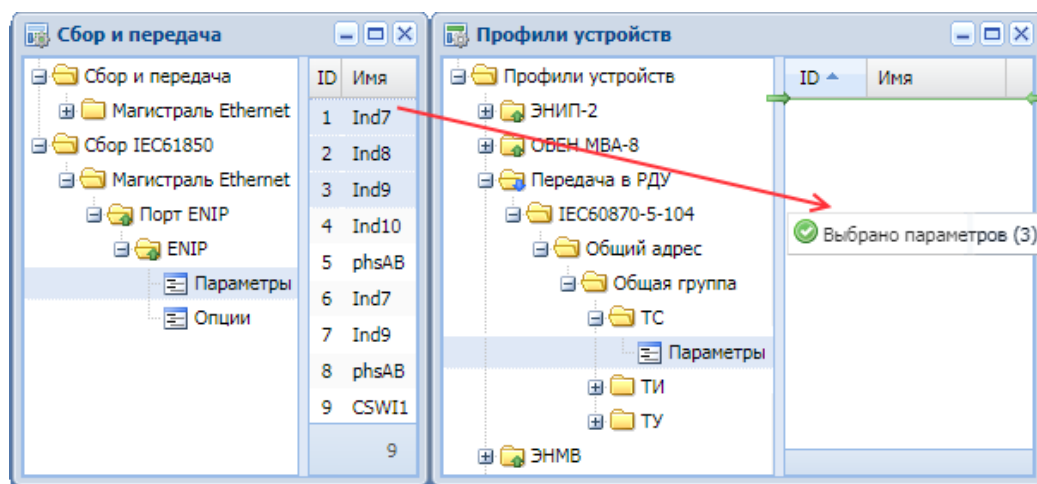 Сбор и передача
Сбор и передача
Магистраль Ethernet
Сбор IEC61850
Магистраль Ethernet
Порт ENIP
ENIP
Параметры
Опции
ID Имя
1 Ind7
2 Ind8
3 Ind9
4 Ind10
5 phsAB
6 Ind7
7 Ind9
8 phsAB
9 CSWI1
9
Профили устройств
Профили устройств
ЭНИП-2
ОВЕН МВА-8
Передача в РДУ
IEC60870-5-104
Общий адрес
Общая группа
ТС
Параметры
ТИ
ТУ
ЭНМВ
ID Имя
Выбрано параметров (3)